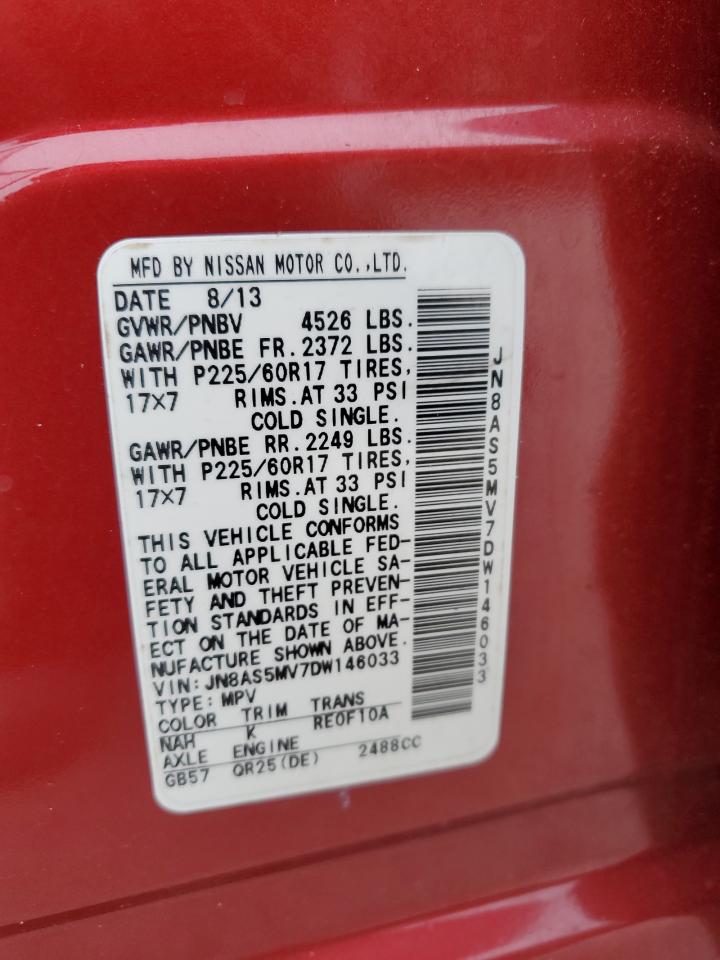 MFD BY NISSAN MOTOR CO.,LTD.
DATE 8/13
GVWR/PNBV 4526 LBS.
GAWR/PNBE FR.2372 LBS.
WITH P225/60R17 TIRES,
17×7 RIMS.AT 33 PSI
COLD SINGLE.
GAWR/PNBE RR.2249 LBS.
WITH P225/60R17 TIRES,
17×7 RIMS.AT 33 PSI
COLD SINGLE.
THIS VEHICLE CONFORMS
TO ALL APPLICABLE FED-
ERAL MOTOR VEHICLE SA-
FETY AND THEFT PREVEN-
TION STANDARDS IN EFF-
ECT ON THE DATE OF MA-
NUFACTURE SHOWN ABOVE.
VIN:JN8AS5MV7DW146033
TYPE:MPV
COLOR TRIM TRANS
NAH K RE0F10A
AXLE ENGINE
GB57 QR25(DE) 2488CC
JN8AS5MV7DW146033